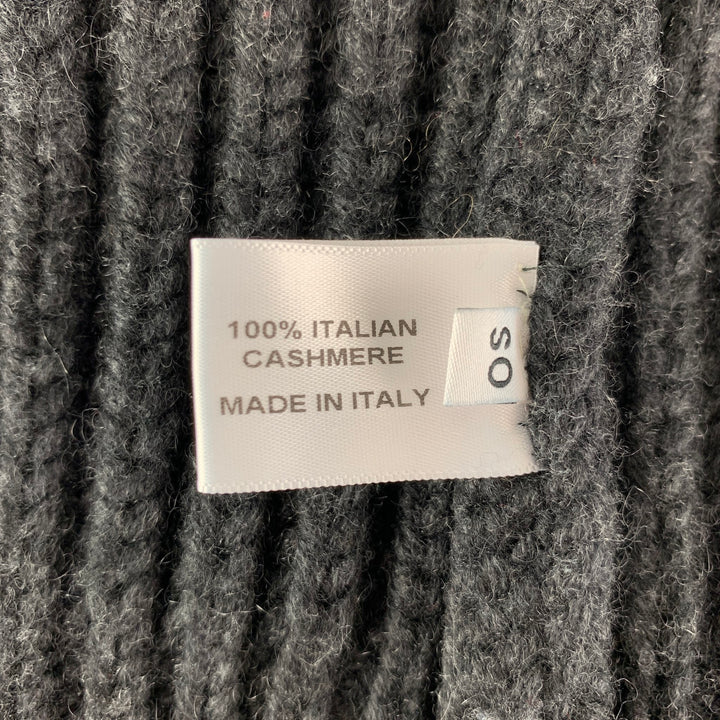 100% ITALIAN
CASHMERE
MADE IN ITALY
OS